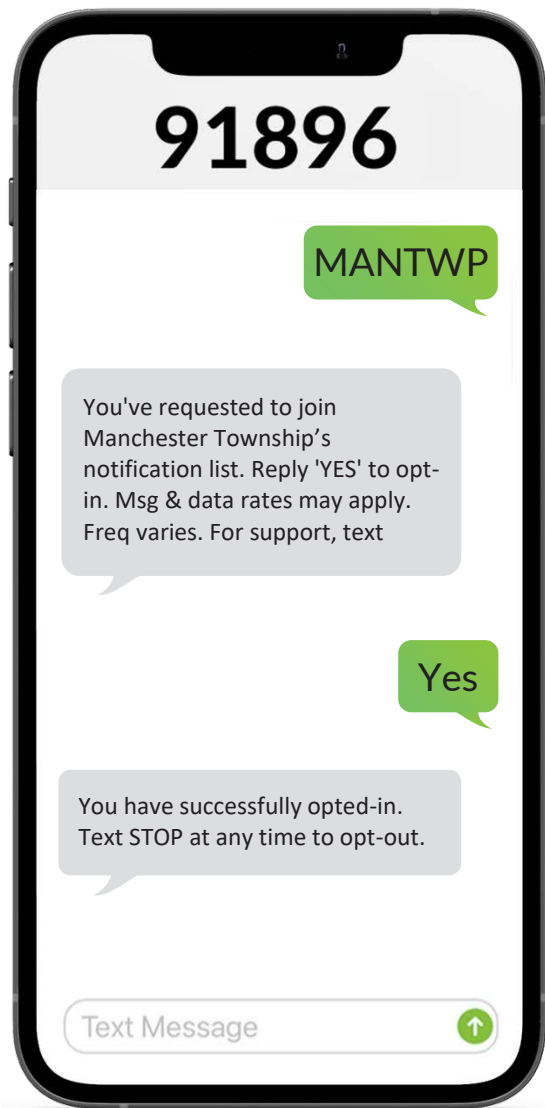 91896
MANTWP
You've requested to join
Manchester Township’s
notification list. Reply 'YES' to opt-
in. Msg & data rates may apply.
Freq varies. For support, text
Yes
You have successfully opted-in.
Text STOP at any time to opt-out.
Text Message